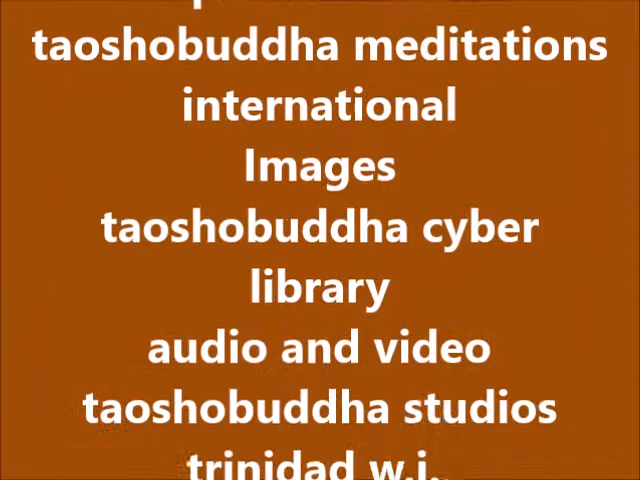 taoshobuddha meditations
international
Images
taoshobuddha cyber
library
audio and video
taoshobuddha studios
trinidad w.i..